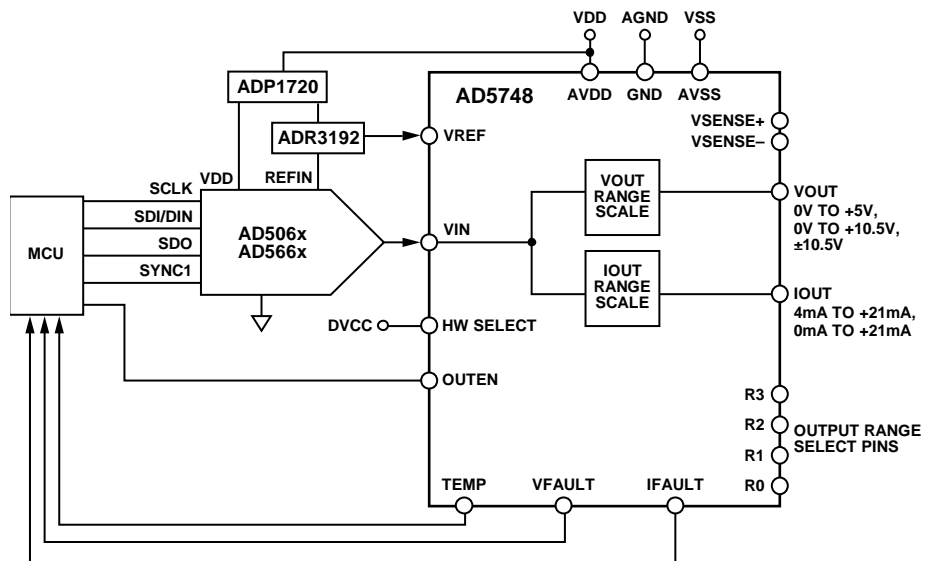 VDD AGND VSS
ADP1720
AD5748
AVDD GND AVSS
VSENSE+
ADR3192
VREF
VSENSE–
VDD REFIN
SCLK
VOUT
RANGE
SCALE
VOUT
0V TO +5V,
0V TO +10.5V,
±10.5V
SDI/DIN
MCU
AD506x
AD566x
VIN
SDO
SYNC1
IOUT
RANGE
SCALE
IOUT
4mA TO +21mA,
0mA TO +21mA
DVCC
HW SELECT
OUTEN
R3
R2
OUTPUT RANGE
SELECT PINS
R1
R0
TEMP VFAULT IFAULT